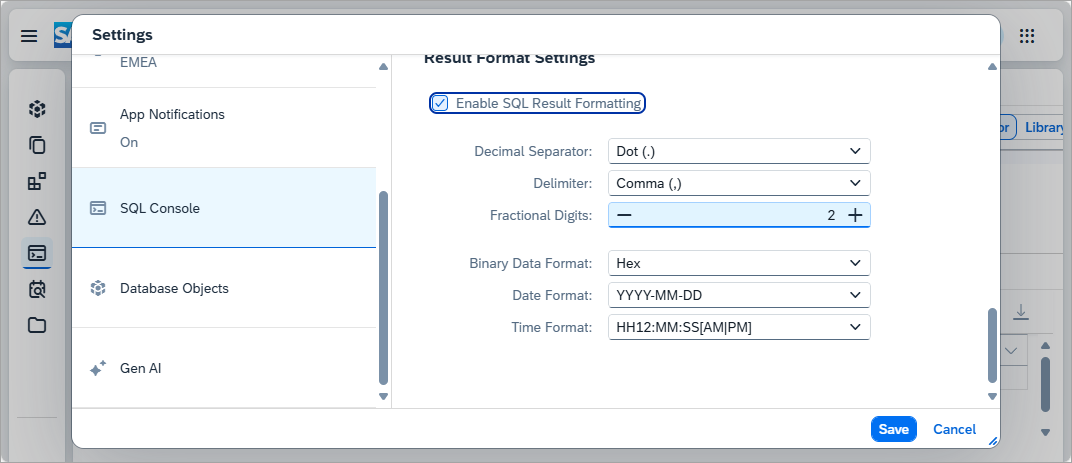 Settings
EMEA
App Notifications
On
SQL Console
Database Objects
Gen AI
Result Format Settings
Enable SQL Result Formatting
Decimal Separator: Dot (.)
Delimiter: Comma (,)
Fractional Digits: 2
Binary Data Format: Hex
Date Format: YYYY-MM-DD
Time Format: HH12:MM:SS[AM|PM]
Save Cancel
Library